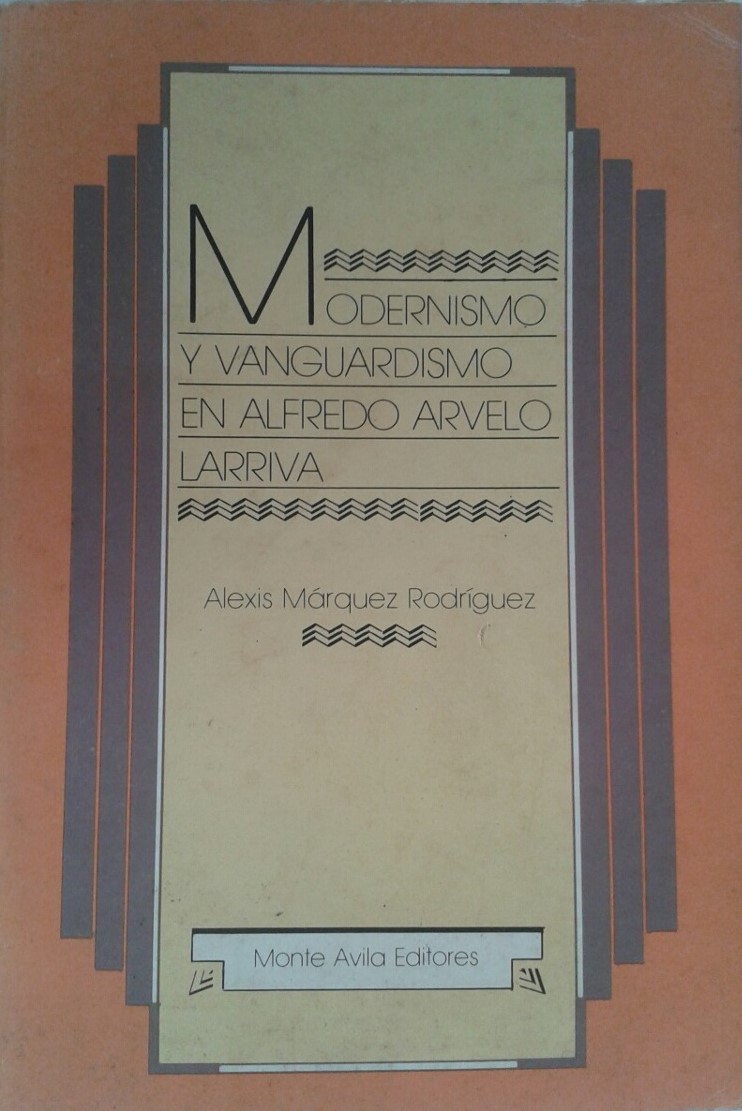 MODERNISMO
Y VANGUARDISMO
EN ALFREDO ARVELO
LARRIVA
Alexis Márquez Rodríguez
Monte Avila Editores